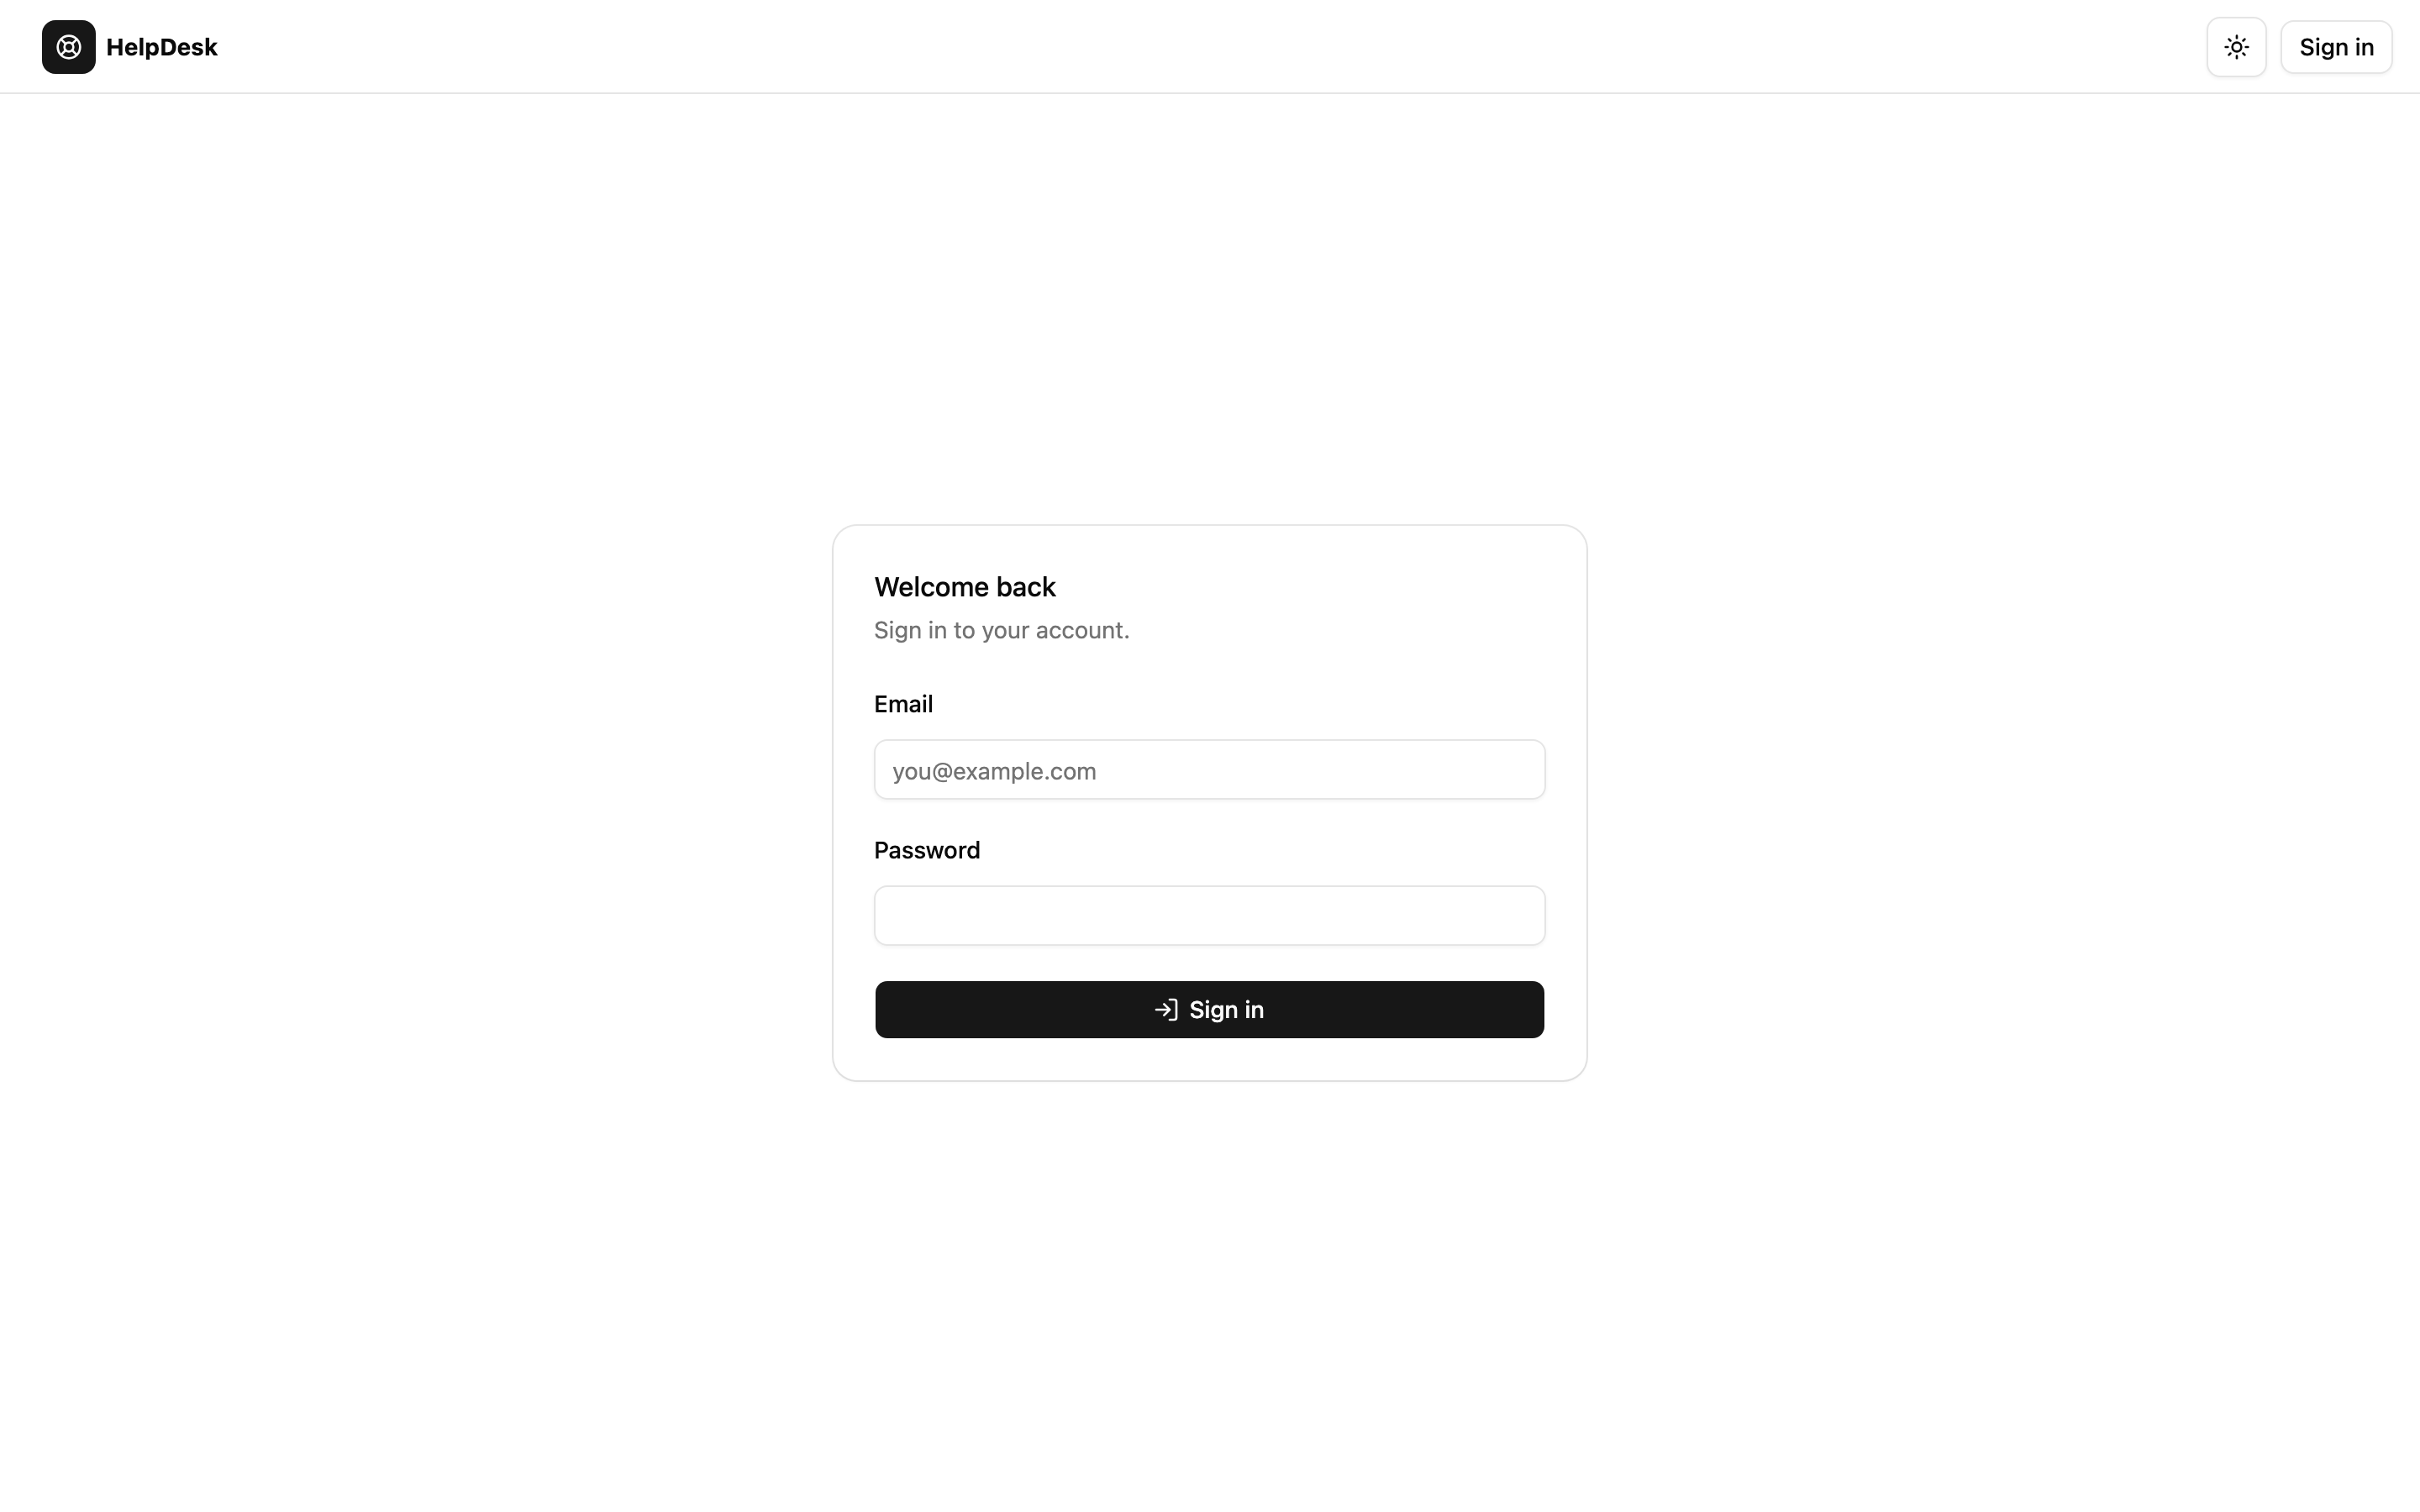 HelpDesk
Sign in
Welcome back
Sign in to your account.
Email
you@example.com
Password
Sign in